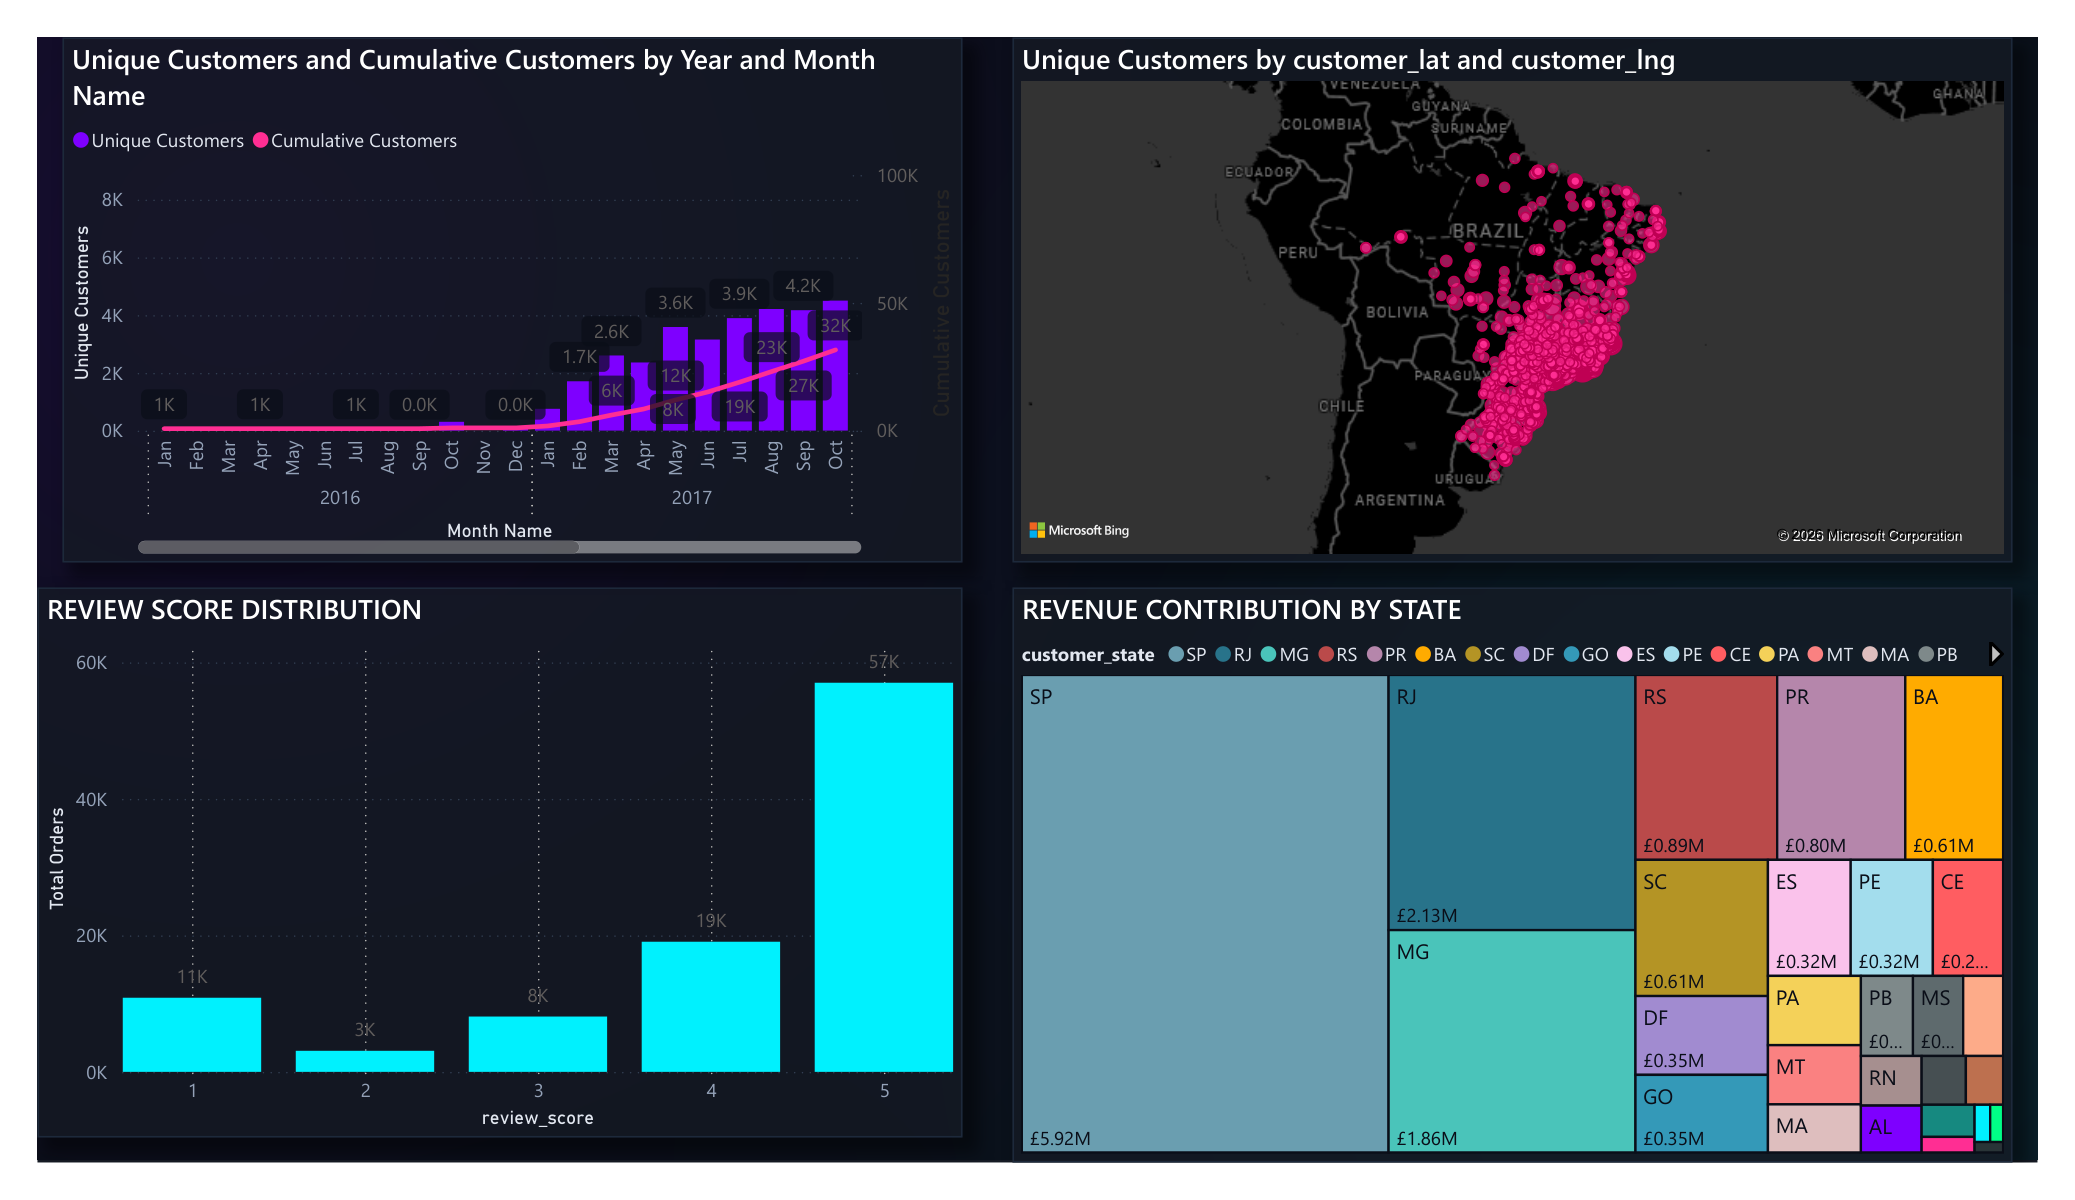 Unique Customers and Cumulative Customers by Year and Month
Name
Unique Customers Cumulative Customers
Unique Customers
8K
6K
4K
2K
0K
100K
50K
0K
Cumulative Customers
1K
1K
1K
0.0K
0.0K
1.7K
2.6K
3.6K
3.9K
4.2K
6K
8K
12K
19K
23K
27K
32K
Jan Feb Mar Apr May Jun Jul Aug Sep Oct Nov Dec Jan Feb Mar Apr May Jun Jul Aug Sep Oct
2016 2017
Month Name
Unique Customers by customer_lat and customer_lng
VENEZUELA
GUYANA
SURINAME
COLOMBIA
ECUADOR
GHANA
BRAZIL
PERU
BOLIVIA
PARAGUAY
CHILE
URUGUAY
ARGENTINA
Microsoft Bing
© 2026 Microsoft Corporation
REVIEW SCORE DISTRIBUTION
Total Orders
60K
40K
20K
0K
11K
3K
8K
19K
57K
1 2 3 4 5
review_score
REVENUE CONTRIBUTION BY STATE
customer_state SP RJ MG RS PR BA SC DF GO ES PE CE PA MT MA PB
SP
£5.92M
RJ
£2.13M
MG
£1.86M
RS
£0.89M
PR
£0.80M
BA
£0.61M
SC
£0.61M
DF
£0.35M
GO
£0.35M
ES
£0.32M
PE
£0.32M
CE
£0.2...
PA
MT
MA
PB
£0...
MS
£0...
RN
AL